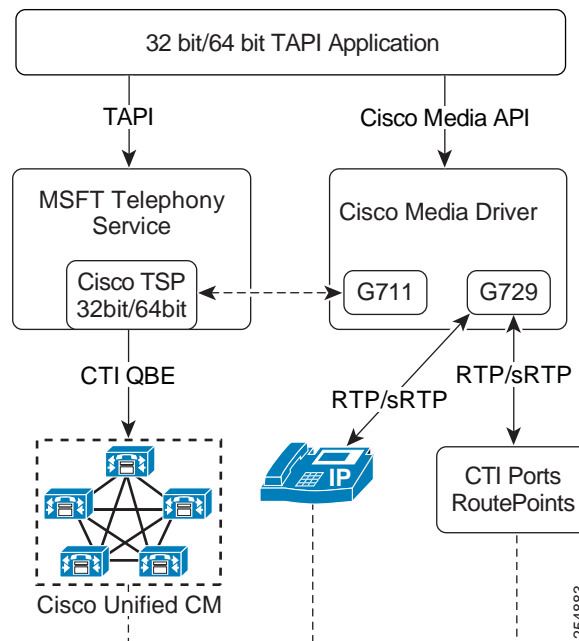 32 bit/64 bit TAPI Application
TAPI
Cisco Media API
MSFT Telephony
Service
Cisco Media Driver
Cisco TSP
32bit/64bit
G711
G729
CTI QBE
RTP/sRTP
RTP/sRTP
IP
CTI Ports
RoutePoints
Cisco Unified CM